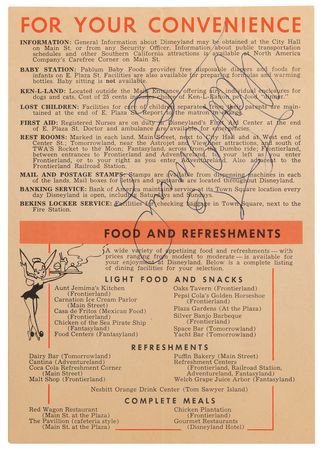 FOR YOUR CONVENIENCE
INFORMATION: General Information about Disneyland may be obtained at the City Hall
on Main St. or from any Security Officer. Information about public transportation
schedules and other Southern California attractions is available at North America
Company's Carefree Corner on Main St.
BABY STATION: Pablum Baby Foods provides free disposable diapers and foods for
infants on E. Plaza St. Facilities are also available for preparing formulas and warming
bottles. Baby sitting is not available.
KEN-L-LAND: Located outside the Main Entrance, offering individual enclosures for
dogs and cats. Cost of 25 cents includes a Ken-L-Ration "dinner."
LOST CHILDREN: Facilities for care of children separated from their parents are main-
tained at the end of E. Plaza St. matron in charge.
FIRST AID: Registered Nurses are on duty at Disneyland's First Aid Center at the end
of E. Plaza St. Doctor and ambulance available for emergencies.
REST ROOMS: Marked in each land. Main Street, next to City Hall and at West end of
Center St.; Tomorrowland, near the Astrojet and other attractions, and south of
TWA's Rocket to the Moon; Fantasyland, across from the Dumbo ride; Frontierland,
between entrances to Frontierland and Adventureland to your left as you enter
Frontierland, or to your right as you enter and near the
Frontierland Railroad Station.
MAIL AND POSTAGE STAMPS: Stamps are available from dispensing machines in each
of the lands. Mail boxes for letters and postcards are located throughout Disneyland.
BANKING SERVICE: Bank of America maintains service at its Town Square location every
day Disneyland is open, including Saturdays and Sundays.
BEKINS LOCKER SERVICE: Facilities for checking baggage in Town Square, next to the
Fire Station.
FOOD AND REFRESHMENTS
A wide variety of appetizing food and refreshments — with
prices ranging from modest to moderate — is available for
your enjoyment at Disneyland. Below is a complete listing
of dining facilities for your selection.
LIGHT FOOD AND SNACKS
Aunt Jemima's Kitchen
(Frontierland)
Carnation Ice Cream Parlor
(Main Street)
Casa de Fritos (Mexican Food)
(Frontierland)
Chicken of the Sea Pirate Ship
(Fantasyland)
Food Centers (Fantasyland)
Oaks Tavern (Frontierland)
Pepsi Cola's Golden Horseshoe
(Frontierland)
Plaza Gardens (At the Plaza)
Silver Banjo Barbecue
(Frontierland)
Space Bar (Tomorrowland)
Yacht Bar (Tomorrowland)
REFRESHMENTS
Dairy Bar (Tomorrowland)
Cantina (Adventureland)
Coca Cola Refreshment Corner
(Main Street)
Malt Shop (Frontierland)
Puffin Bakery (Main Street)
Refreshment Centers
(Frontierland, Railroad Station,
Adventureland, Fantasyland)
Welch Grape Juice Arbor (Fantasyland)
Nesbitt Orange Drink Center (Tom Sawyer Island)
COMPLETE MEALS
Red Wagon Restaurant
(Main St. at the Plaza)
The Pavilion (cafeteria style)
(Main St. at the Plaza)
Chicken Plantation
(Frontierland)
Gourmet Restaurants
(Disneyland Hotel)